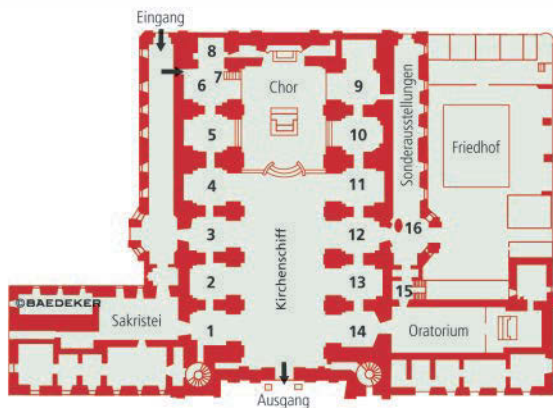 Eingang
8
7
6
Chor
9
Sonderausstellungen
5
10
Friedhof
4
11
3
Kirchenschiff
12
16
©BAEDEKER
2
13
15
Sakristei
1
14
Oratorium
Ausgang